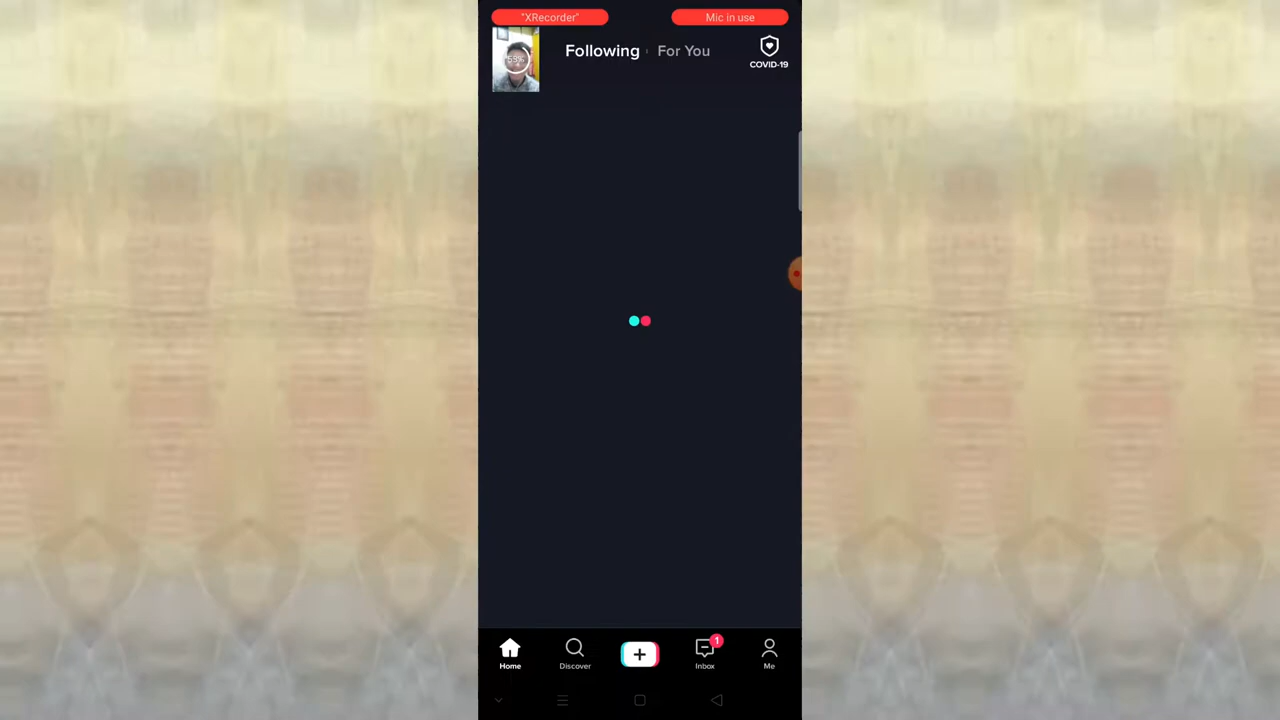 "XRecorder"
Mic in use
Following
For You
COVID-19
Home
Discover
1
Inbox
Me